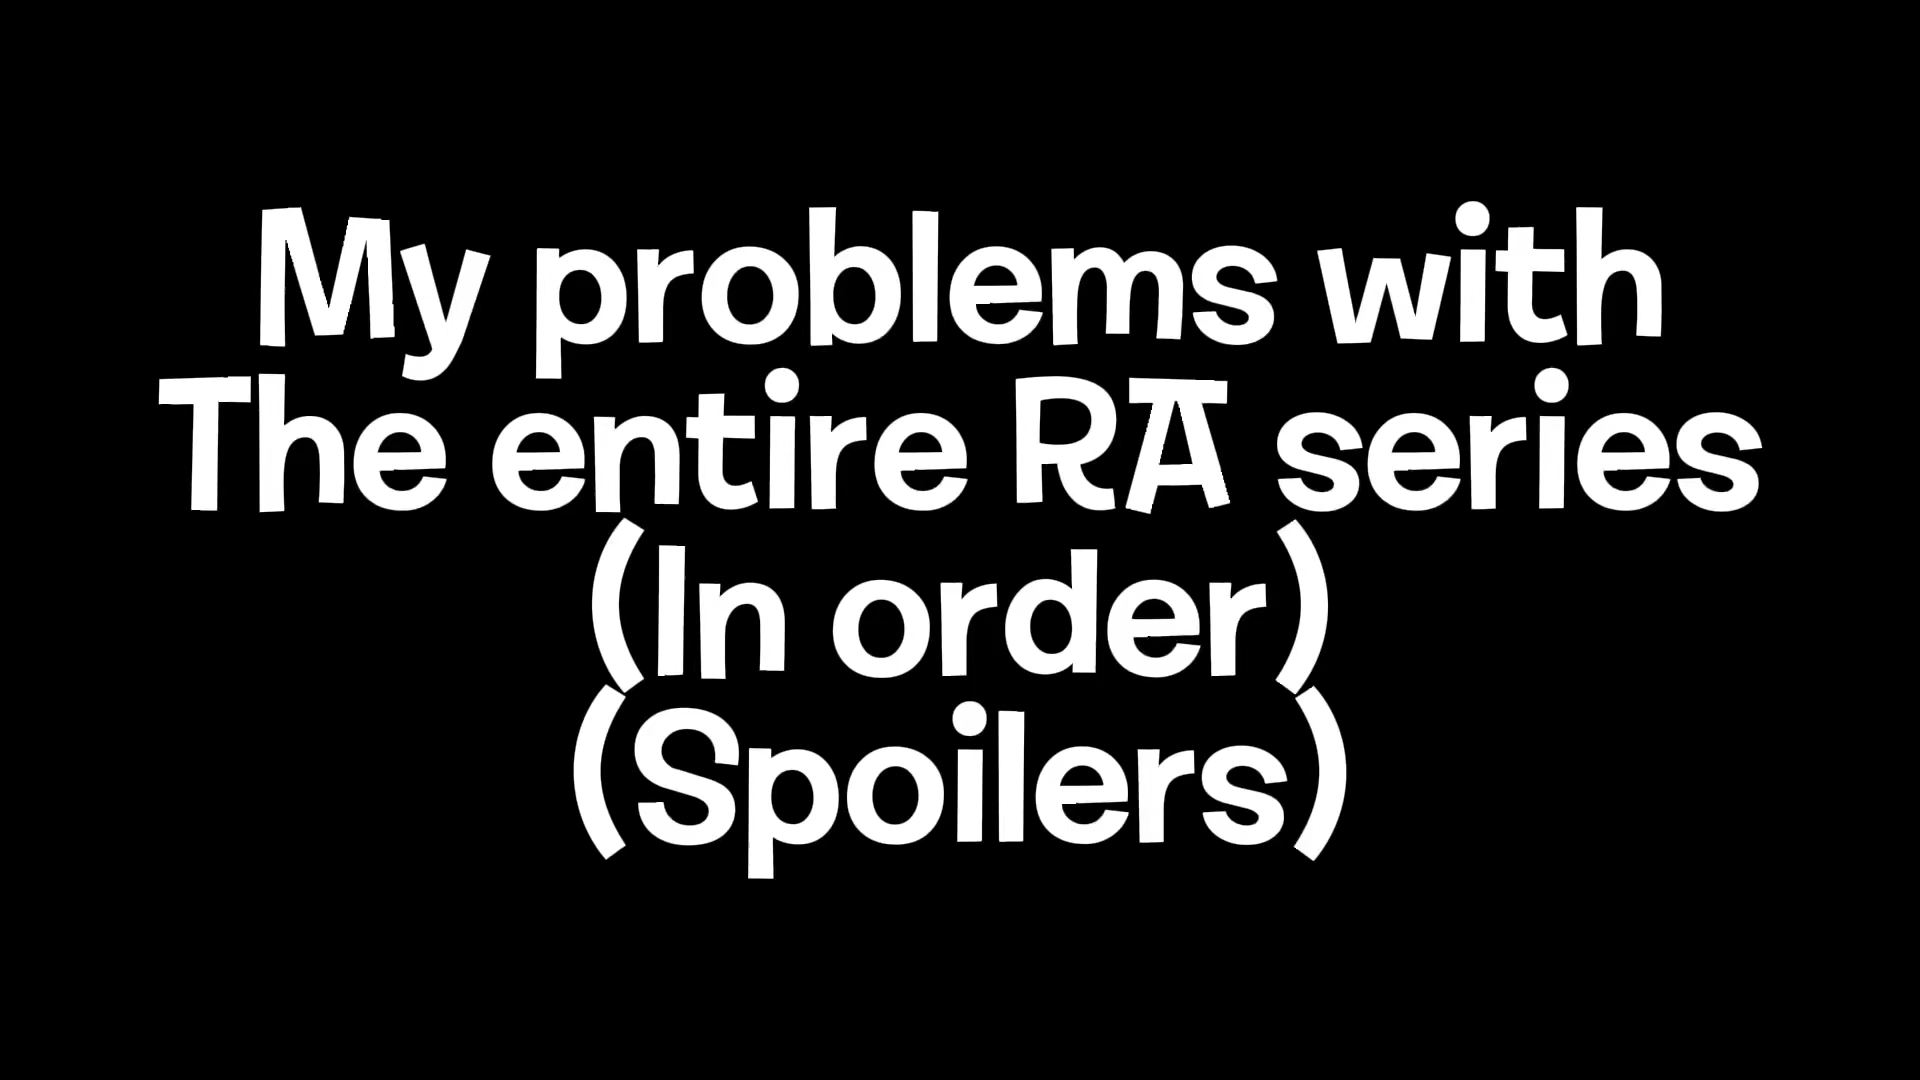 My problems with
The entire RA series
(In order)
(Spoilers)